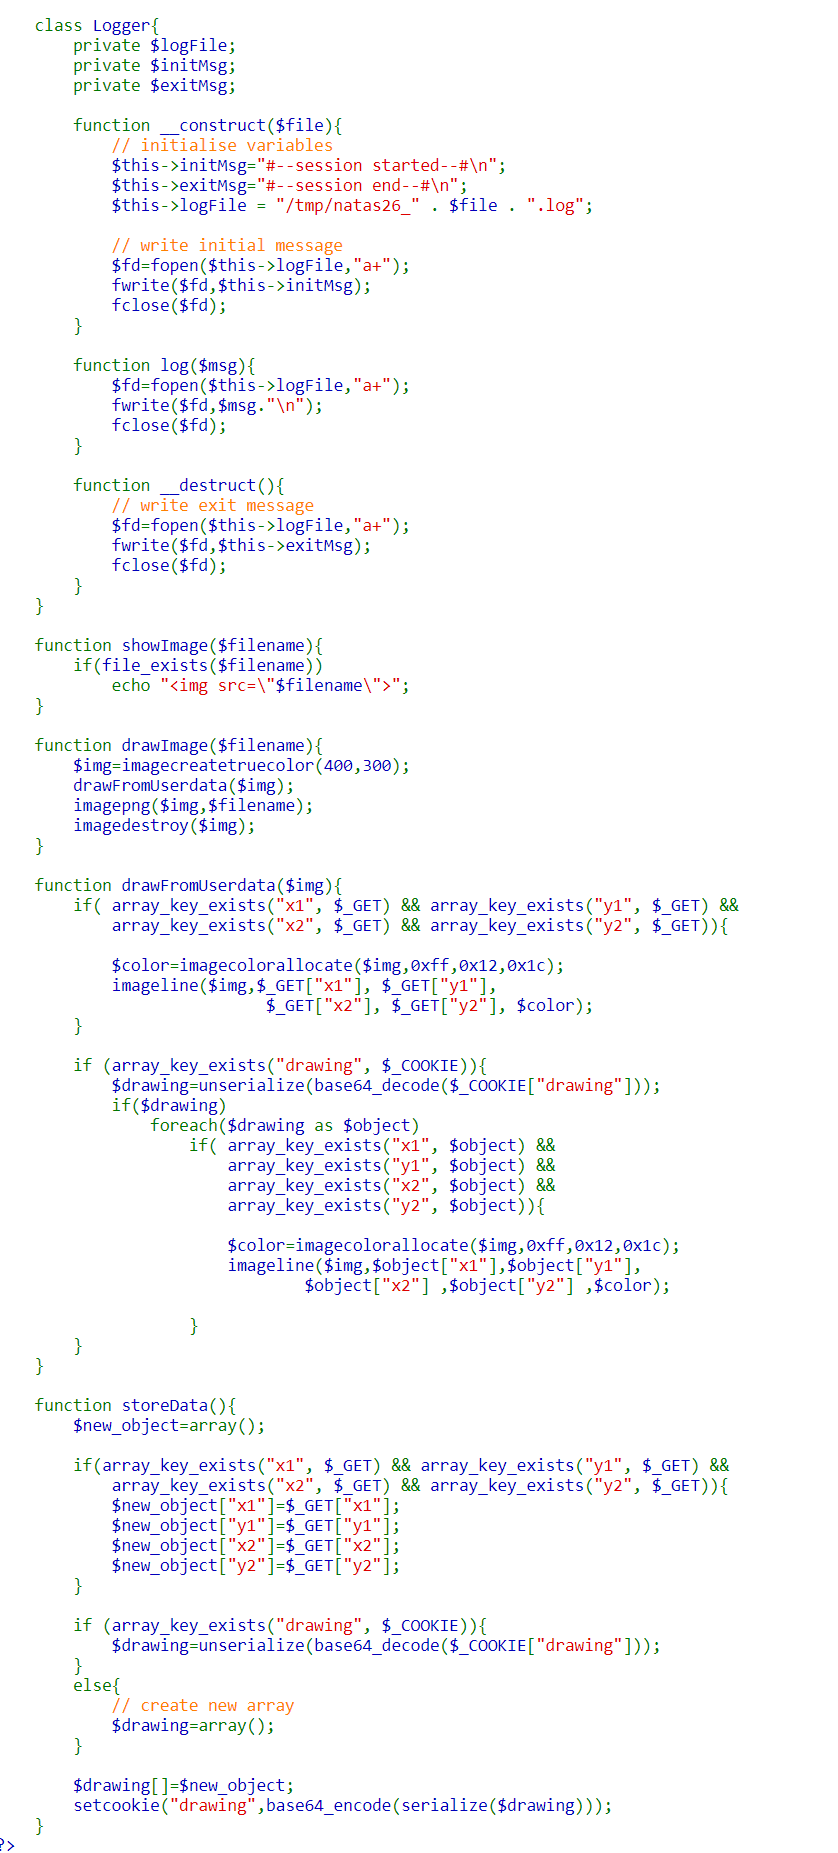 class Logger{
private $logFile;
private $initMsg;
private $exitMsg;
function __construct($file){
// initialise variables
$this->initMsg="#--session started--#\n";
$this->exitMsg="#--session end--#\n";
$this->logFile = "/tmp/natas26_" . $file . ".log";
// write initial message
$fd=fopen($this->logFile,"a+");
fwrite($fd,$this->initMsg);
fclose($fd);
}
function log($msg){
$fd=fopen($this->logFile,"a+");
fwrite($fd,$msg."\n");
fclose($fd);
}
function __destruct(){
// write exit message
$fd=fopen($this->logFile,"a+");
fwrite($fd,$this->exitMsg);
fclose($fd);
}
}
function showImage($filename){
if(file_exists($filename))
echo "<img src=\"$filename\">";
}
function drawImage($filename){
$img=imagecreatetruecolor(400,300);
drawFromUserdata($img);
imagepng($img,$filename);
imagedestroy($img);
}
function drawFromUserdata($img){
if( array_key_exists("x1", $_GET) && array_key_exists("y1", $_GET) &&
array_key_exists("x2", $_GET) && array_key_exists("y2", $_GET)){
$color=imagecolorallocate($img,0xff,0x12,0x1c);
imageline($img,$_GET["x1"], $_GET["y1"],
$_GET["x2"], $_GET["y2"], $color);
}
if (array_key_exists("drawing", $_COOKIE)){
$drawing=unserialize(base64_decode($_COOKIE["drawing"]));
if($drawing)
foreach($drawing as $object)
if( array_key_exists("x1", $object) &&
array_key_exists("y1", $object) &&
array_key_exists("x2", $object) &&
array_key_exists("y2", $object)){
$color=imagecolorallocate($img,0xff,0x12,0x1c);
imageline($img,$object["x1"],$object["y1"],
$object["x2"] ,$object["y2"] ,$color);
}
}
}
function storeData(){
$new_object=array();
if(array_key_exists("x1", $_GET) && array_key_exists("y1", $_GET) &&
array_key_exists("x2", $_GET) && array_key_exists("y2", $_GET)){
$new_object["x1"]=$_GET["x1"];
$new_object["y1"]=$_GET["y1"];
$new_object["x2"]=$_GET["x2"];
$new_object["y2"]=$_GET["y2"];
}
if (array_key_exists("drawing", $_COOKIE)){
$drawing=unserialize(base64_decode($_COOKIE["drawing"]));
}
else{
// create new array
$drawing=array();
}
$drawing[]=$new_object;
setcookie("drawing",base64_encode(serialize($drawing)));
}
?>